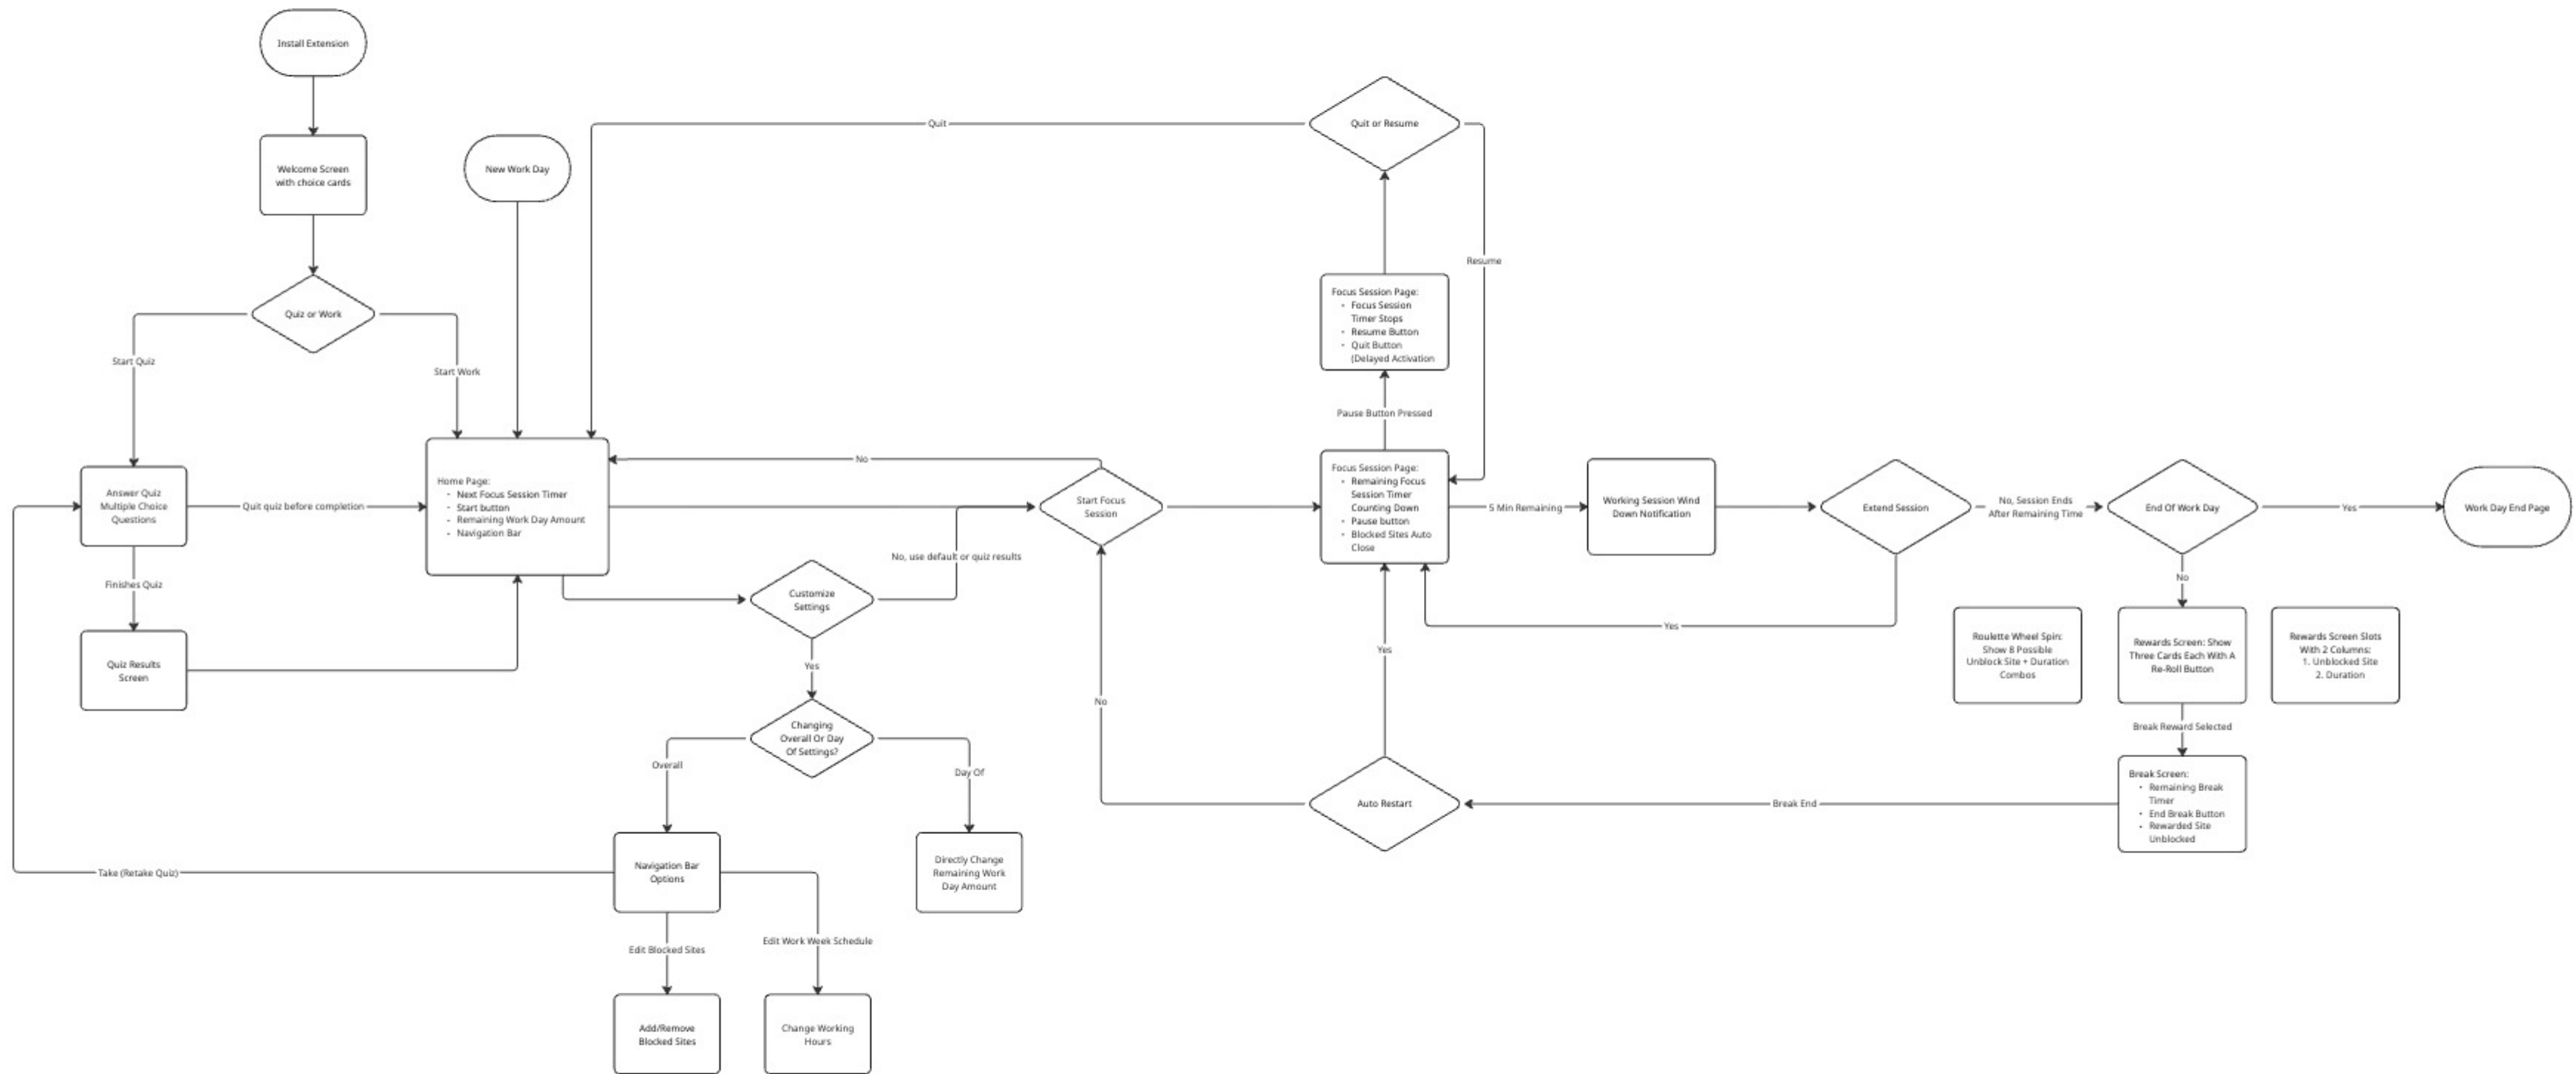 Install Extension
Welcome Screen
with choice cards
New Work Day
Quiz or Work
Start Quiz
Start Work
Answer Quiz
Multiple Choice
Questions
Quit quiz before completion
Finishes Quiz
Quiz Results
Screen
Home Page:
• Next Focus Session Timer
• Start button
• Remaining Work Day Amount
• Navigation Bar
Quit
No
No, use default or quiz results
Customize
Settings
Yes
Changing
Overall Or Day
Of Settings?
Overall
Day Of
Navigation Bar
Options
Directly Change
Remaining Work
Day Amount
Take (Retake Quiz)
Edit Blocked Sites
Edit Work Week Schedule
Add/Remove
Blocked Sites
Change Working
Hours
Start Focus
Session
No
Quit or Resume
Resume
Focus Session Page:
• Focus Session
Timer Stops
• Resume Button
• Quit Button
(Delayed Activation
Pause Button Pressed
Focus Session Page:
• Remaining Focus
Session Timer
Counting Down
• Pause button
• Blocked Sites Auto
Close
5 Min Remaining
Working Session Wind
Down Notification
Extend Session
Yes
Yes
Auto Restart
No, Session Ends
After Remaining Time
End Of Work Day
Yes
Work Day End Page
No
Roulette Wheel Spin:
Show 8 Possible
Unblock Site + Duration
Combos
Rewards Screen: Show
Three Cards Each With A
Re-Roll Button
Rewards Screen Slots
With 2 Columns:
1. Unblocked Site
2. Duration
Break Reward Selected
Break Screen:
• Remaining Break
Timer
• End Break Button
• Rewarded Site
Unblocked
Break End